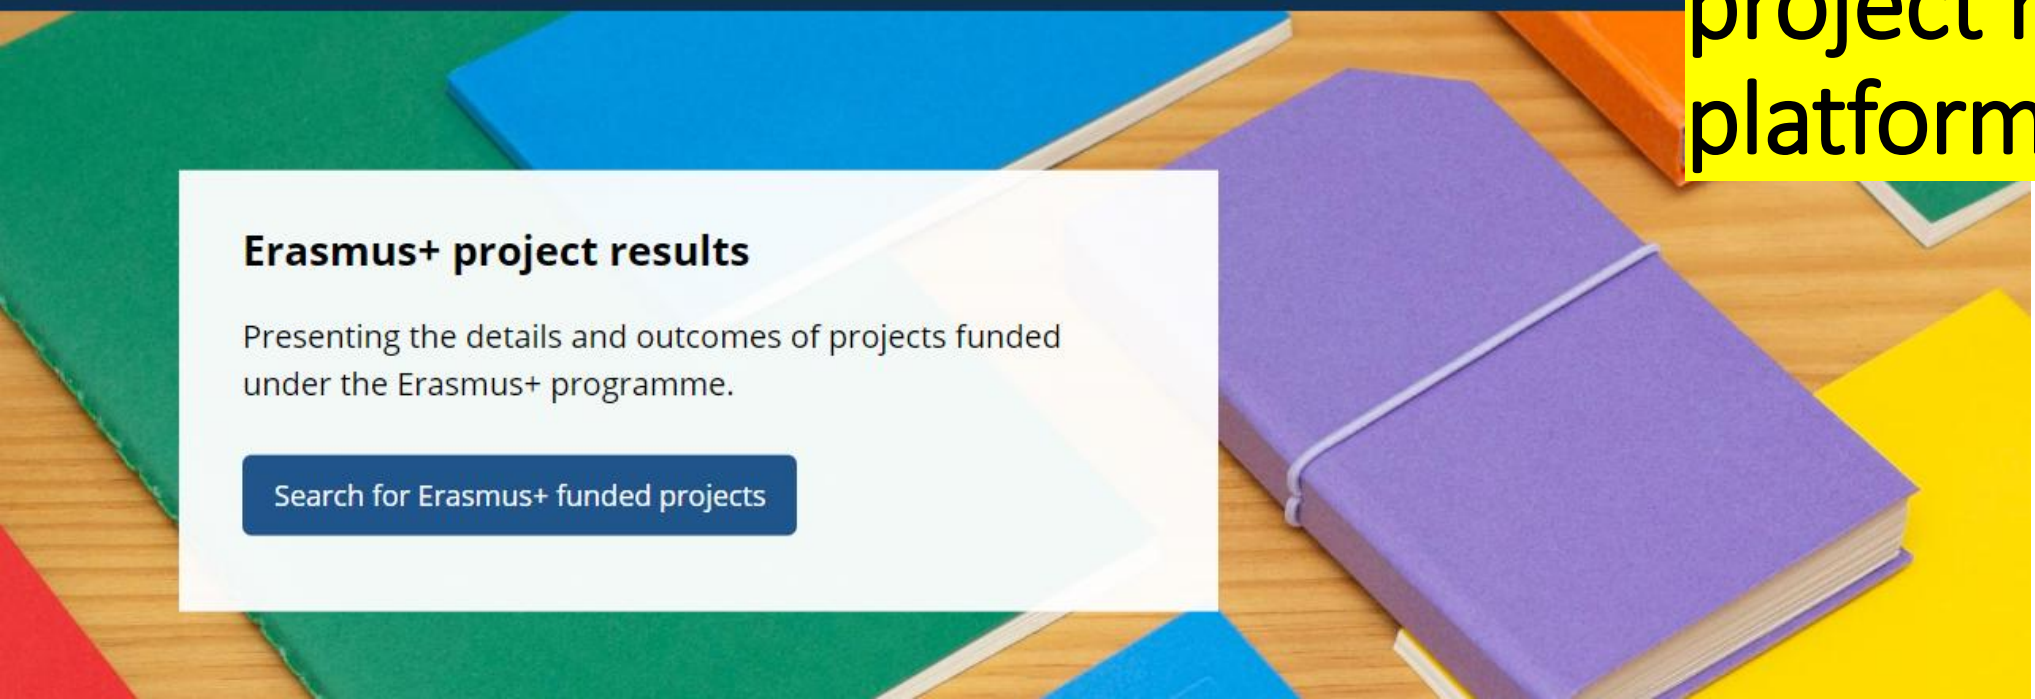 project
platform
Erasmus+ project results
Presenting the details and outcomes of projects funded
under the Erasmus+ programme.
Search for Erasmus+ funded projects